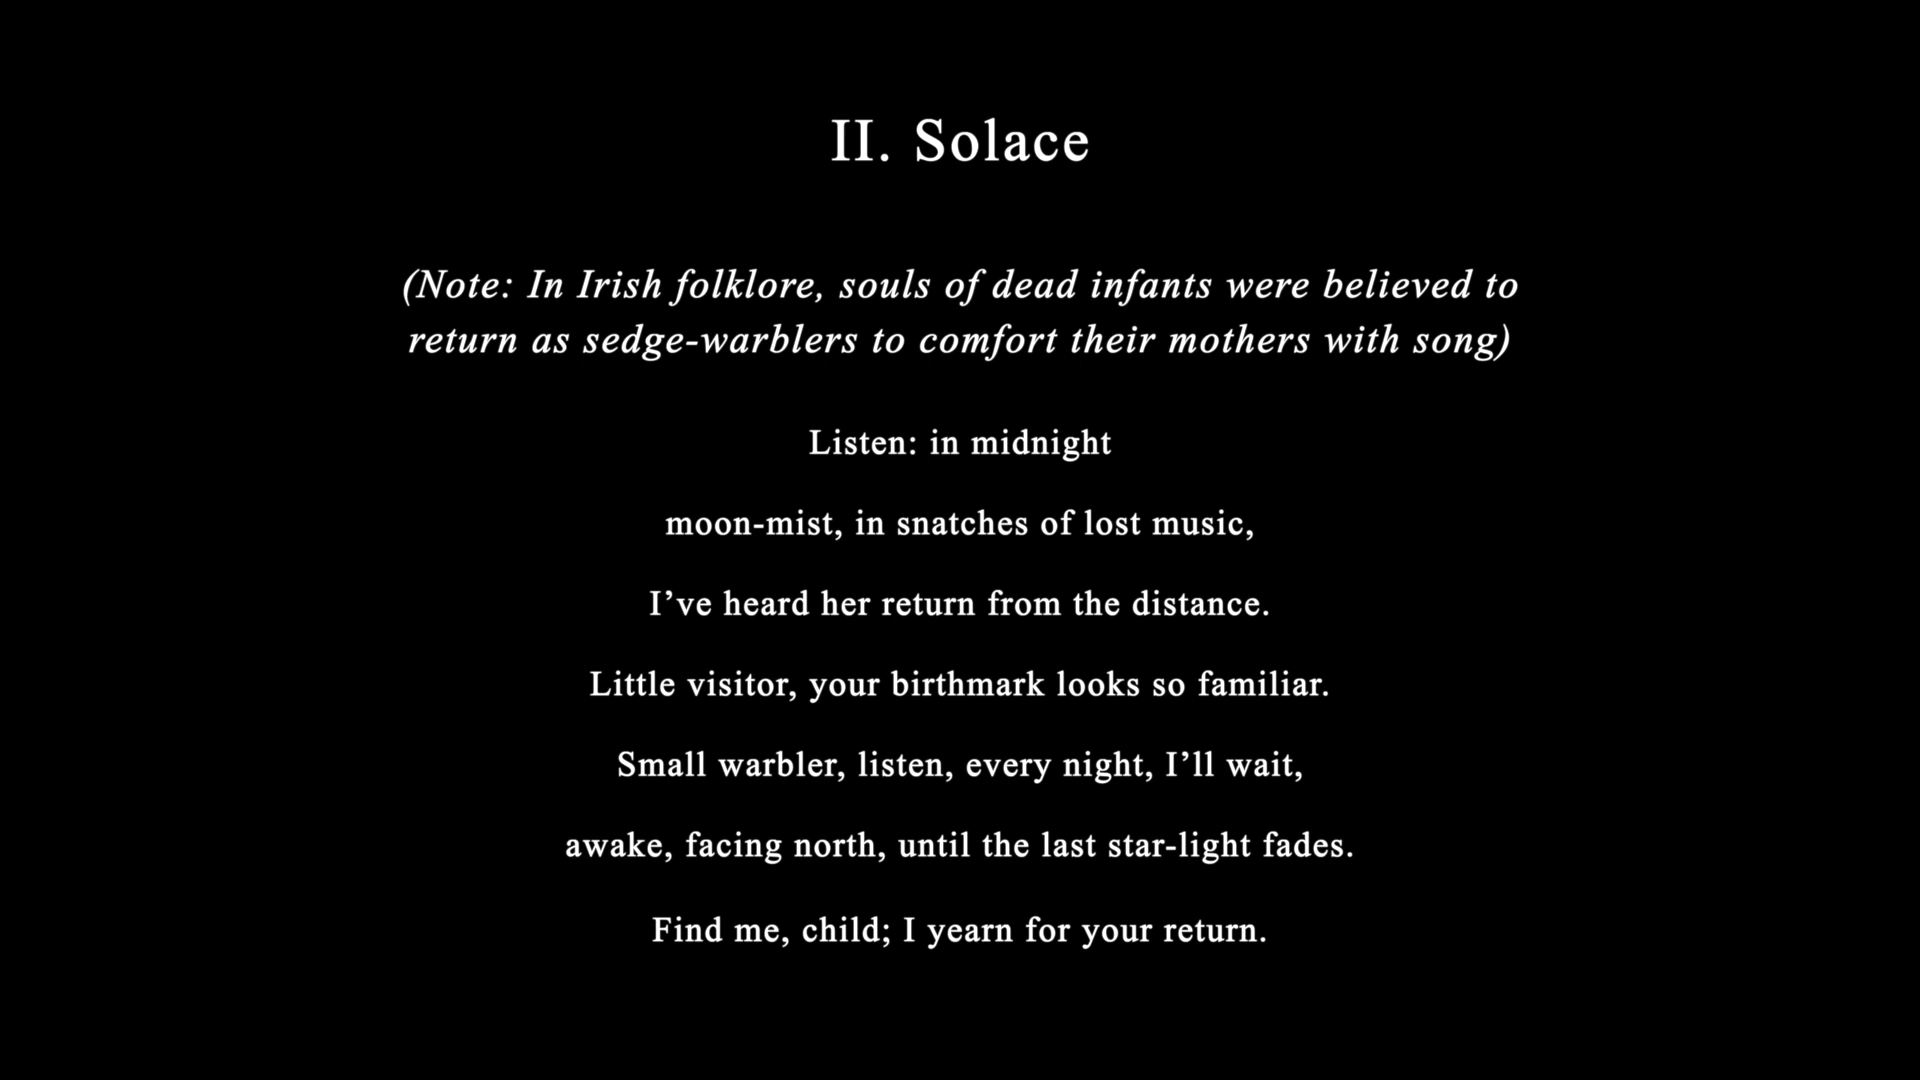 II. Solace
(Note: In Irish folklore, souls of dead infants were believed to
return as sedge-warblers to comfort their mothers with song)
Listen: in midnight
moon-mist, in snatches of lost music,
I’ve heard her return from the distance.
Little visitor, your birthmark looks so familiar.
Small warbler, listen, every night, I’ll wait,
awake, facing north, until the last star-light fades.
Find me, child; I yearn for your return.